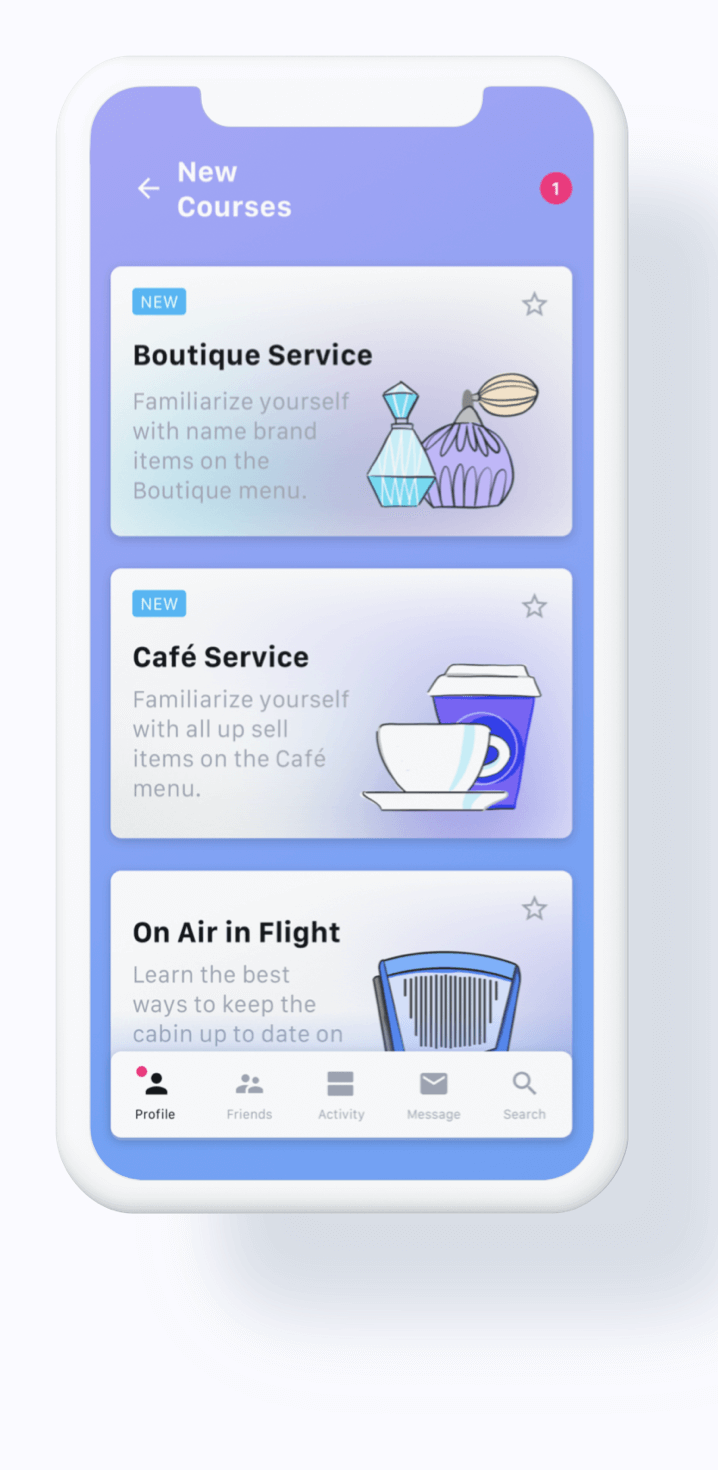 New
Courses
1
NEW
Boutique Service
Familiarize yourself
with name brand
items on the
Boutique menu.
NEW
Café Service
Familiarize yourself
with all up sell
items on the Café
menu.
On Air in Flight
Learn the best
ways to keep the
cabin up to date on
Profile
Friends
Activity
Message
Search